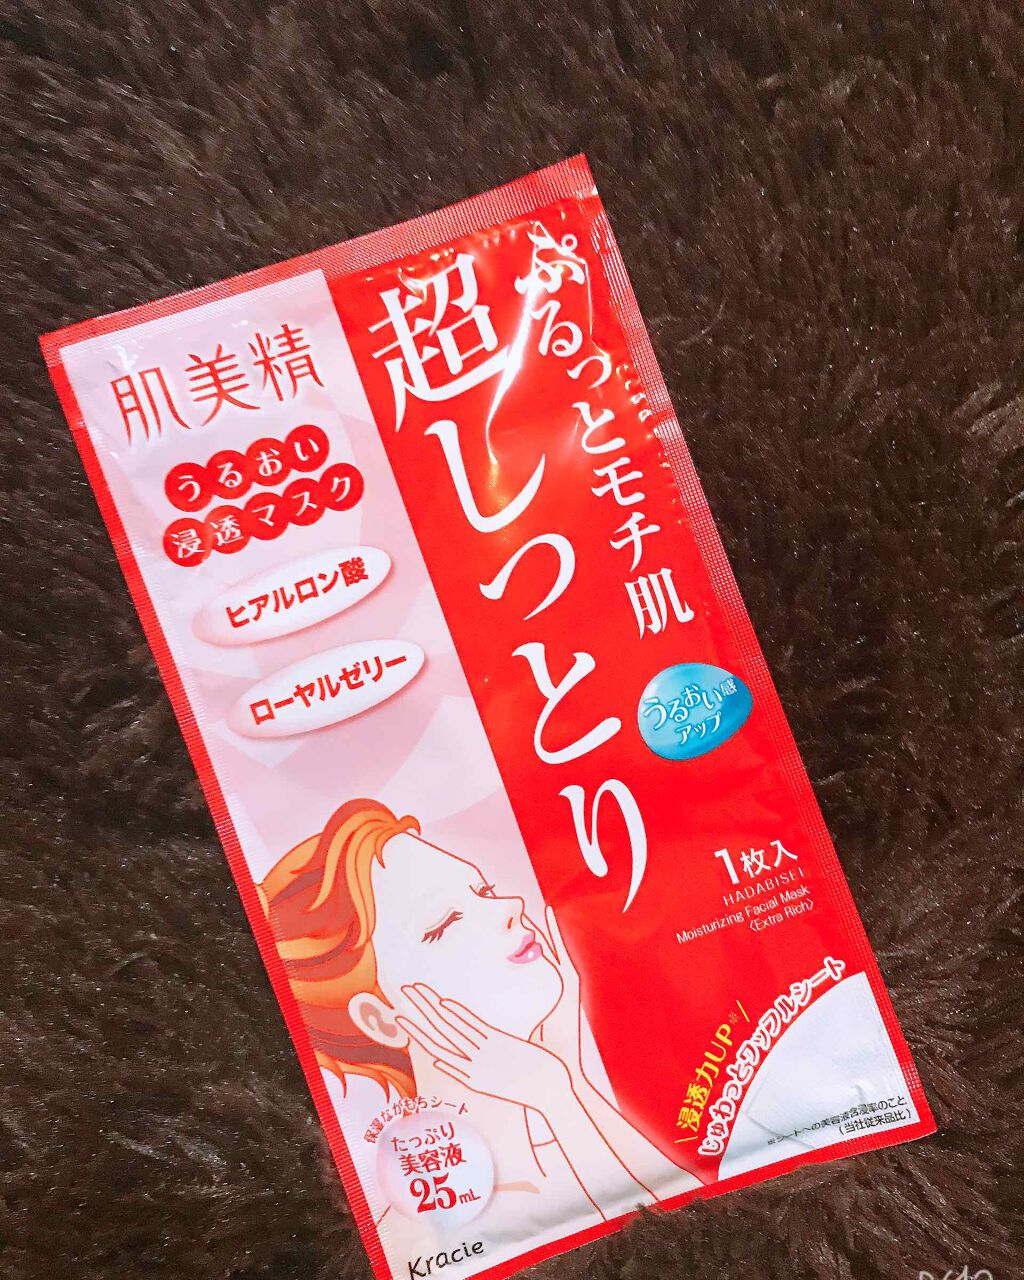 ぷるっとモチ肌
超しっとり
肌美精
うるおい
浸透マスク
ヒアルロン酸
ローヤルゼリー
うるおい感
アップ
1枚入
HADABISEI
Moisturizing Facial Mask
〈Extra Rich〉
\浸透力UP※/
じゅわっとワッフルシート
※シートへの美容液含浸率のこと
(当社従来品比)
保湿ながもちシート
たっぷり
美容液
25mL
Kracie